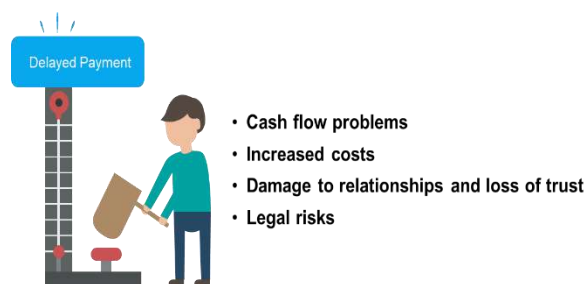 Delayed Payment
• Cash flow problems
• Increased costs
• Damage to relationships and loss of trust
• Legal risks